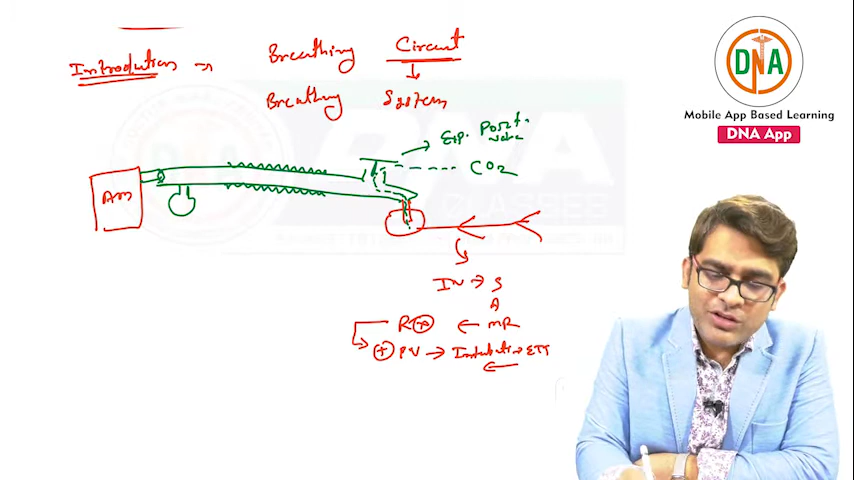 Introduction → Breathing Circuit
Breathing System
Exp. Port.
CO2
AM
IV → S
A
R ← MR
+ PV → Intubation ETT
DNA
Mobile App Based Learning
DNA App